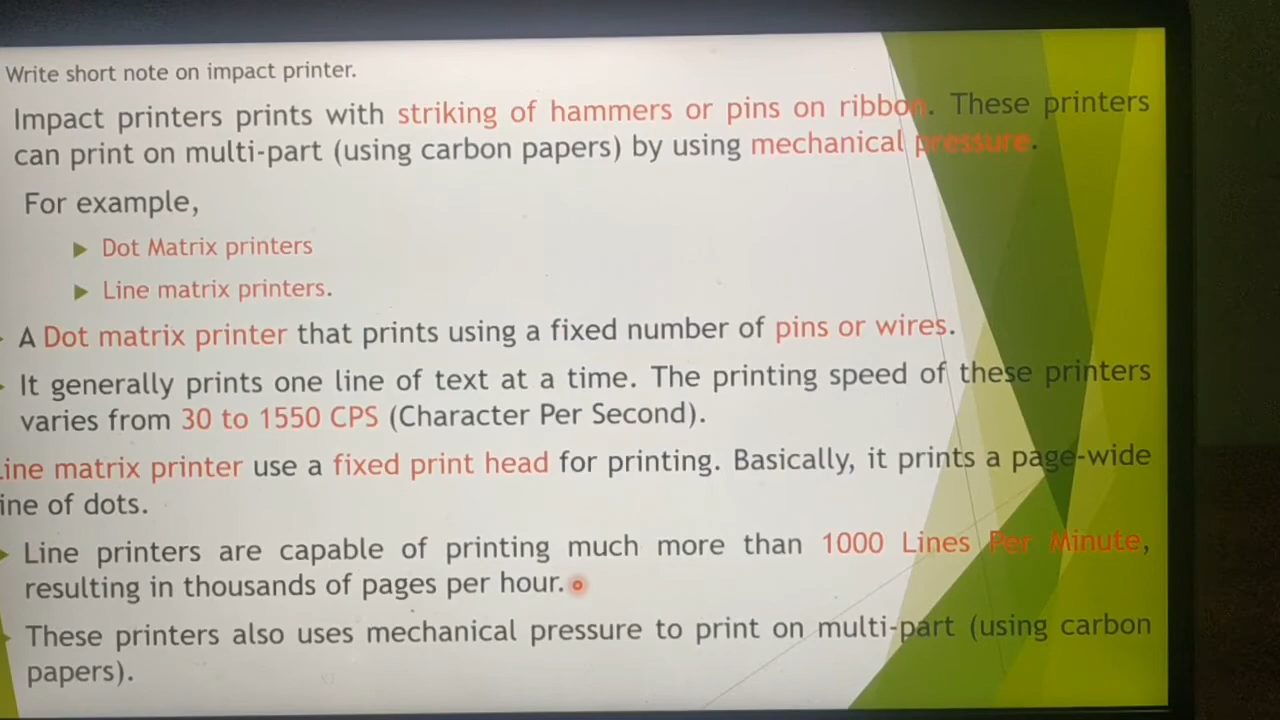 Write short note on impact printer.
Impact printers prints with striking of hammers or pins on ribbon. These printers
can print on multi-part (using carbon papers) by using mechanical pressure.
For example,
Dot Matrix printers
Line matrix printers.
A Dot matrix printer that prints using a fixed number of pins or wires.
It generally prints one line of text at a time. The printing speed of these printers
varies from 30 to 1550 CPS (Character Per Second).
Line matrix printer use a fixed print head for printing. Basically, it prints a page-wide
ine of dots.
Line printers are capable of printing much more than 1000 Lines Per Minute,
resulting in thousands of pages per hour.
These printers also uses mechanical pressure to print on multi-part (using carbon
papers).